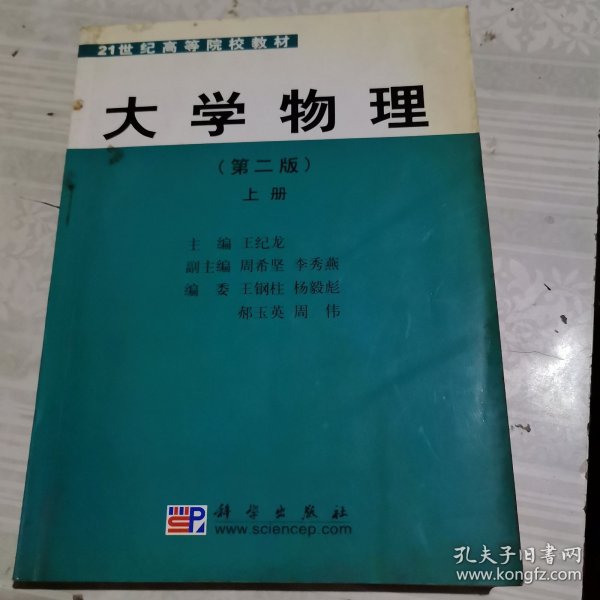 21世纪高等院校教材
大学物理
(第二版)
上册
主 编 王纪龙
副主编 周希坚 李秀燕
编 委 王钢柱 杨毅彪
郝玉英 周 伟
科学出版社
www.sciencep.com
孔夫子旧书网
www.kongfz.com